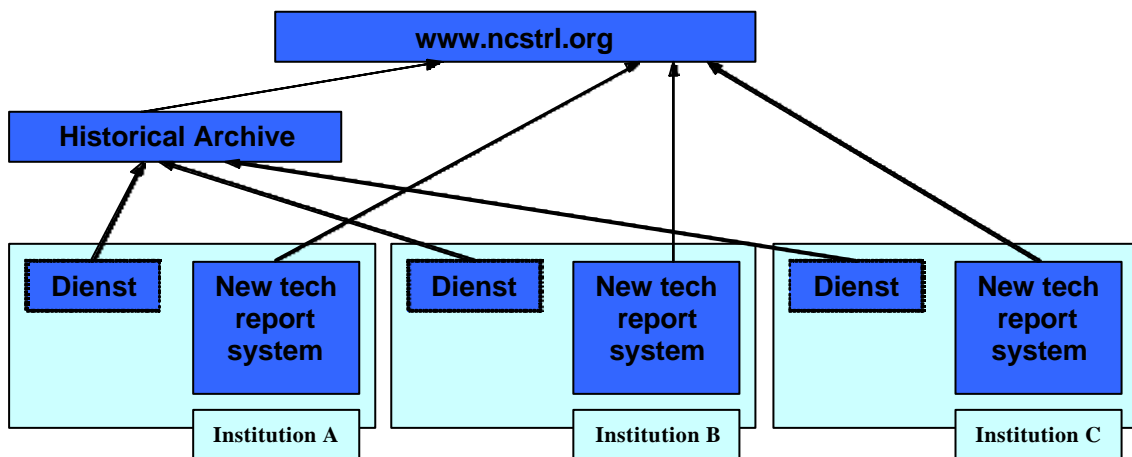 www.ncstrl.org
Historical Archive
Dienst
New tech
report
system
Institution A
Dienst
New tech
report
system
Institution B
Dienst
New tech
report
system
Institution C